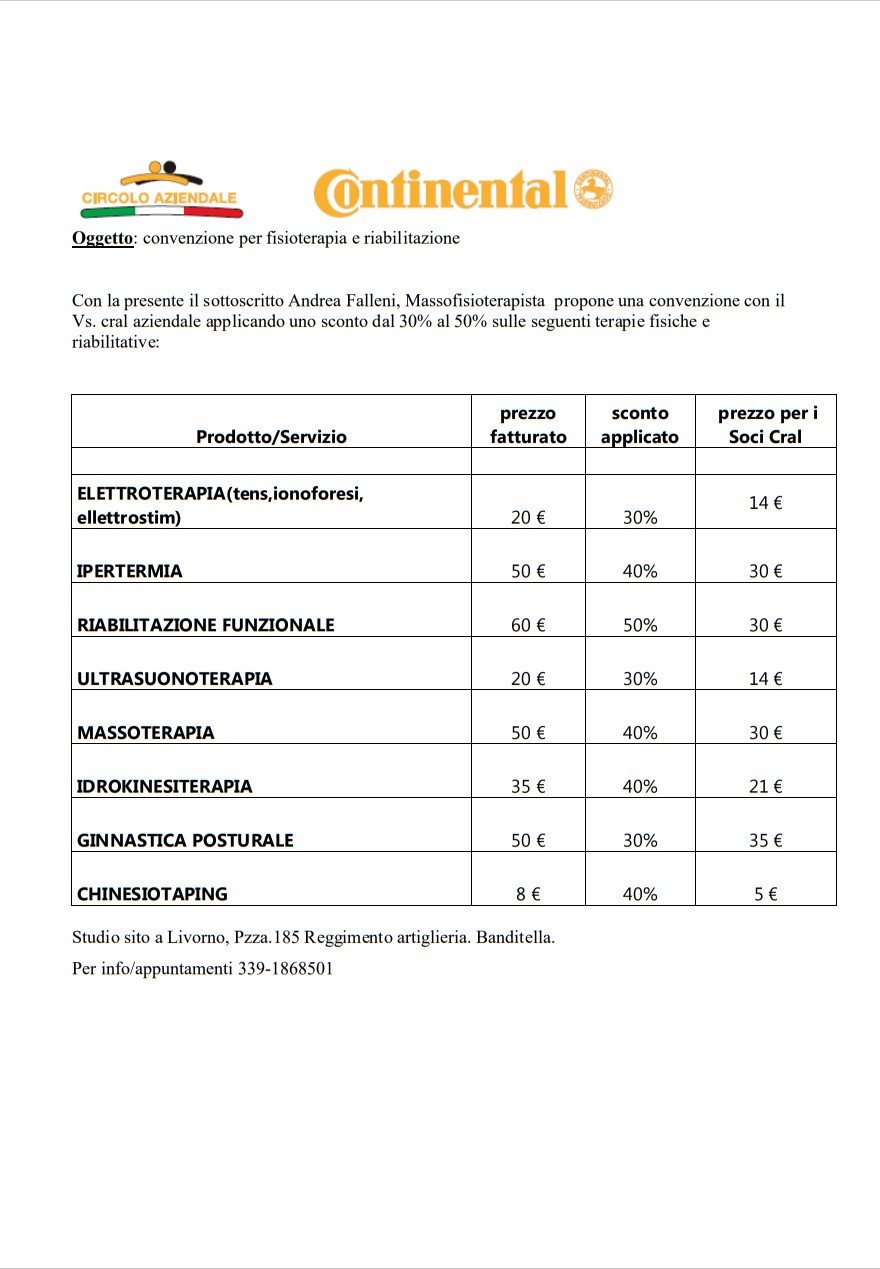 CIRCOLO AZIENDALE
Continental
Oggetto: convenzione per fisioterapia e riabilitazione
Con la presente il sottoscritto Andrea Falleni, Massofisioterapista propone una convenzione con il
Vs. cral aziendale applicando uno sconto dal 30% al 50% sulle seguenti terapie fisiche e
riabilitative:
Prodotto/Servizio prezzo fatturato sconto applicato prezzo per i Soci Cral
ELETTROTERAPIA(tens,ionoforesi,
ellettrostim) 20 € 30% 14 €
IPERTERMIA 50 € 40% 30 €
RIABILITAZIONE FUNZIONALE 60 € 50% 30 €
ULTRASUONOTERAPIA 20 € 30% 14 €
MASSOTERAPIA 50 € 40% 30 €
IDROKINESITERAPIA 35 € 40% 21 €
GINNASTICA POSTURALE 50 € 30% 35 €
CHINESIOTAPING 8 € 40% 5 €
Studio sito a Livorno, Pzza.185 Reggimento artiglieria. Banditella.
Per info/appuntamenti 339-1868501